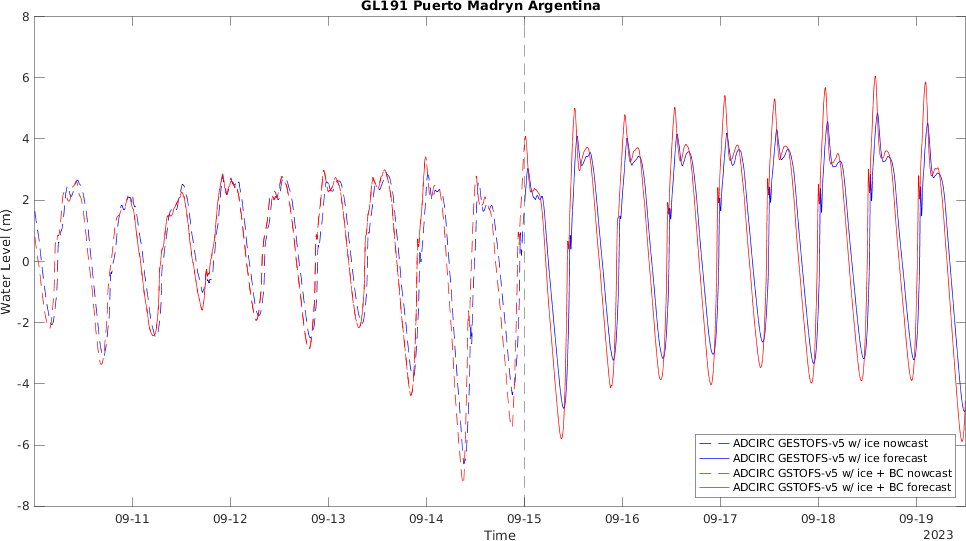 GL191 Puerto Madryn Argentina
8
6
4
2
0
-2
-4
-6
-8
Water Level (m)
09-11 09-12 09-13 09-14 09-15 09-16 09-17 09-18 09-19
Time
2023
ADCIRC GESTOFS-v5 w/ ice nowcast
ADCIRC GESTOFS-v5 w/ ice forecast
ADCIRC GSTOFS-v5 w/ ice + BC nowcast
ADCIRC GSTOFS-v5 w/ ice + BC forecast